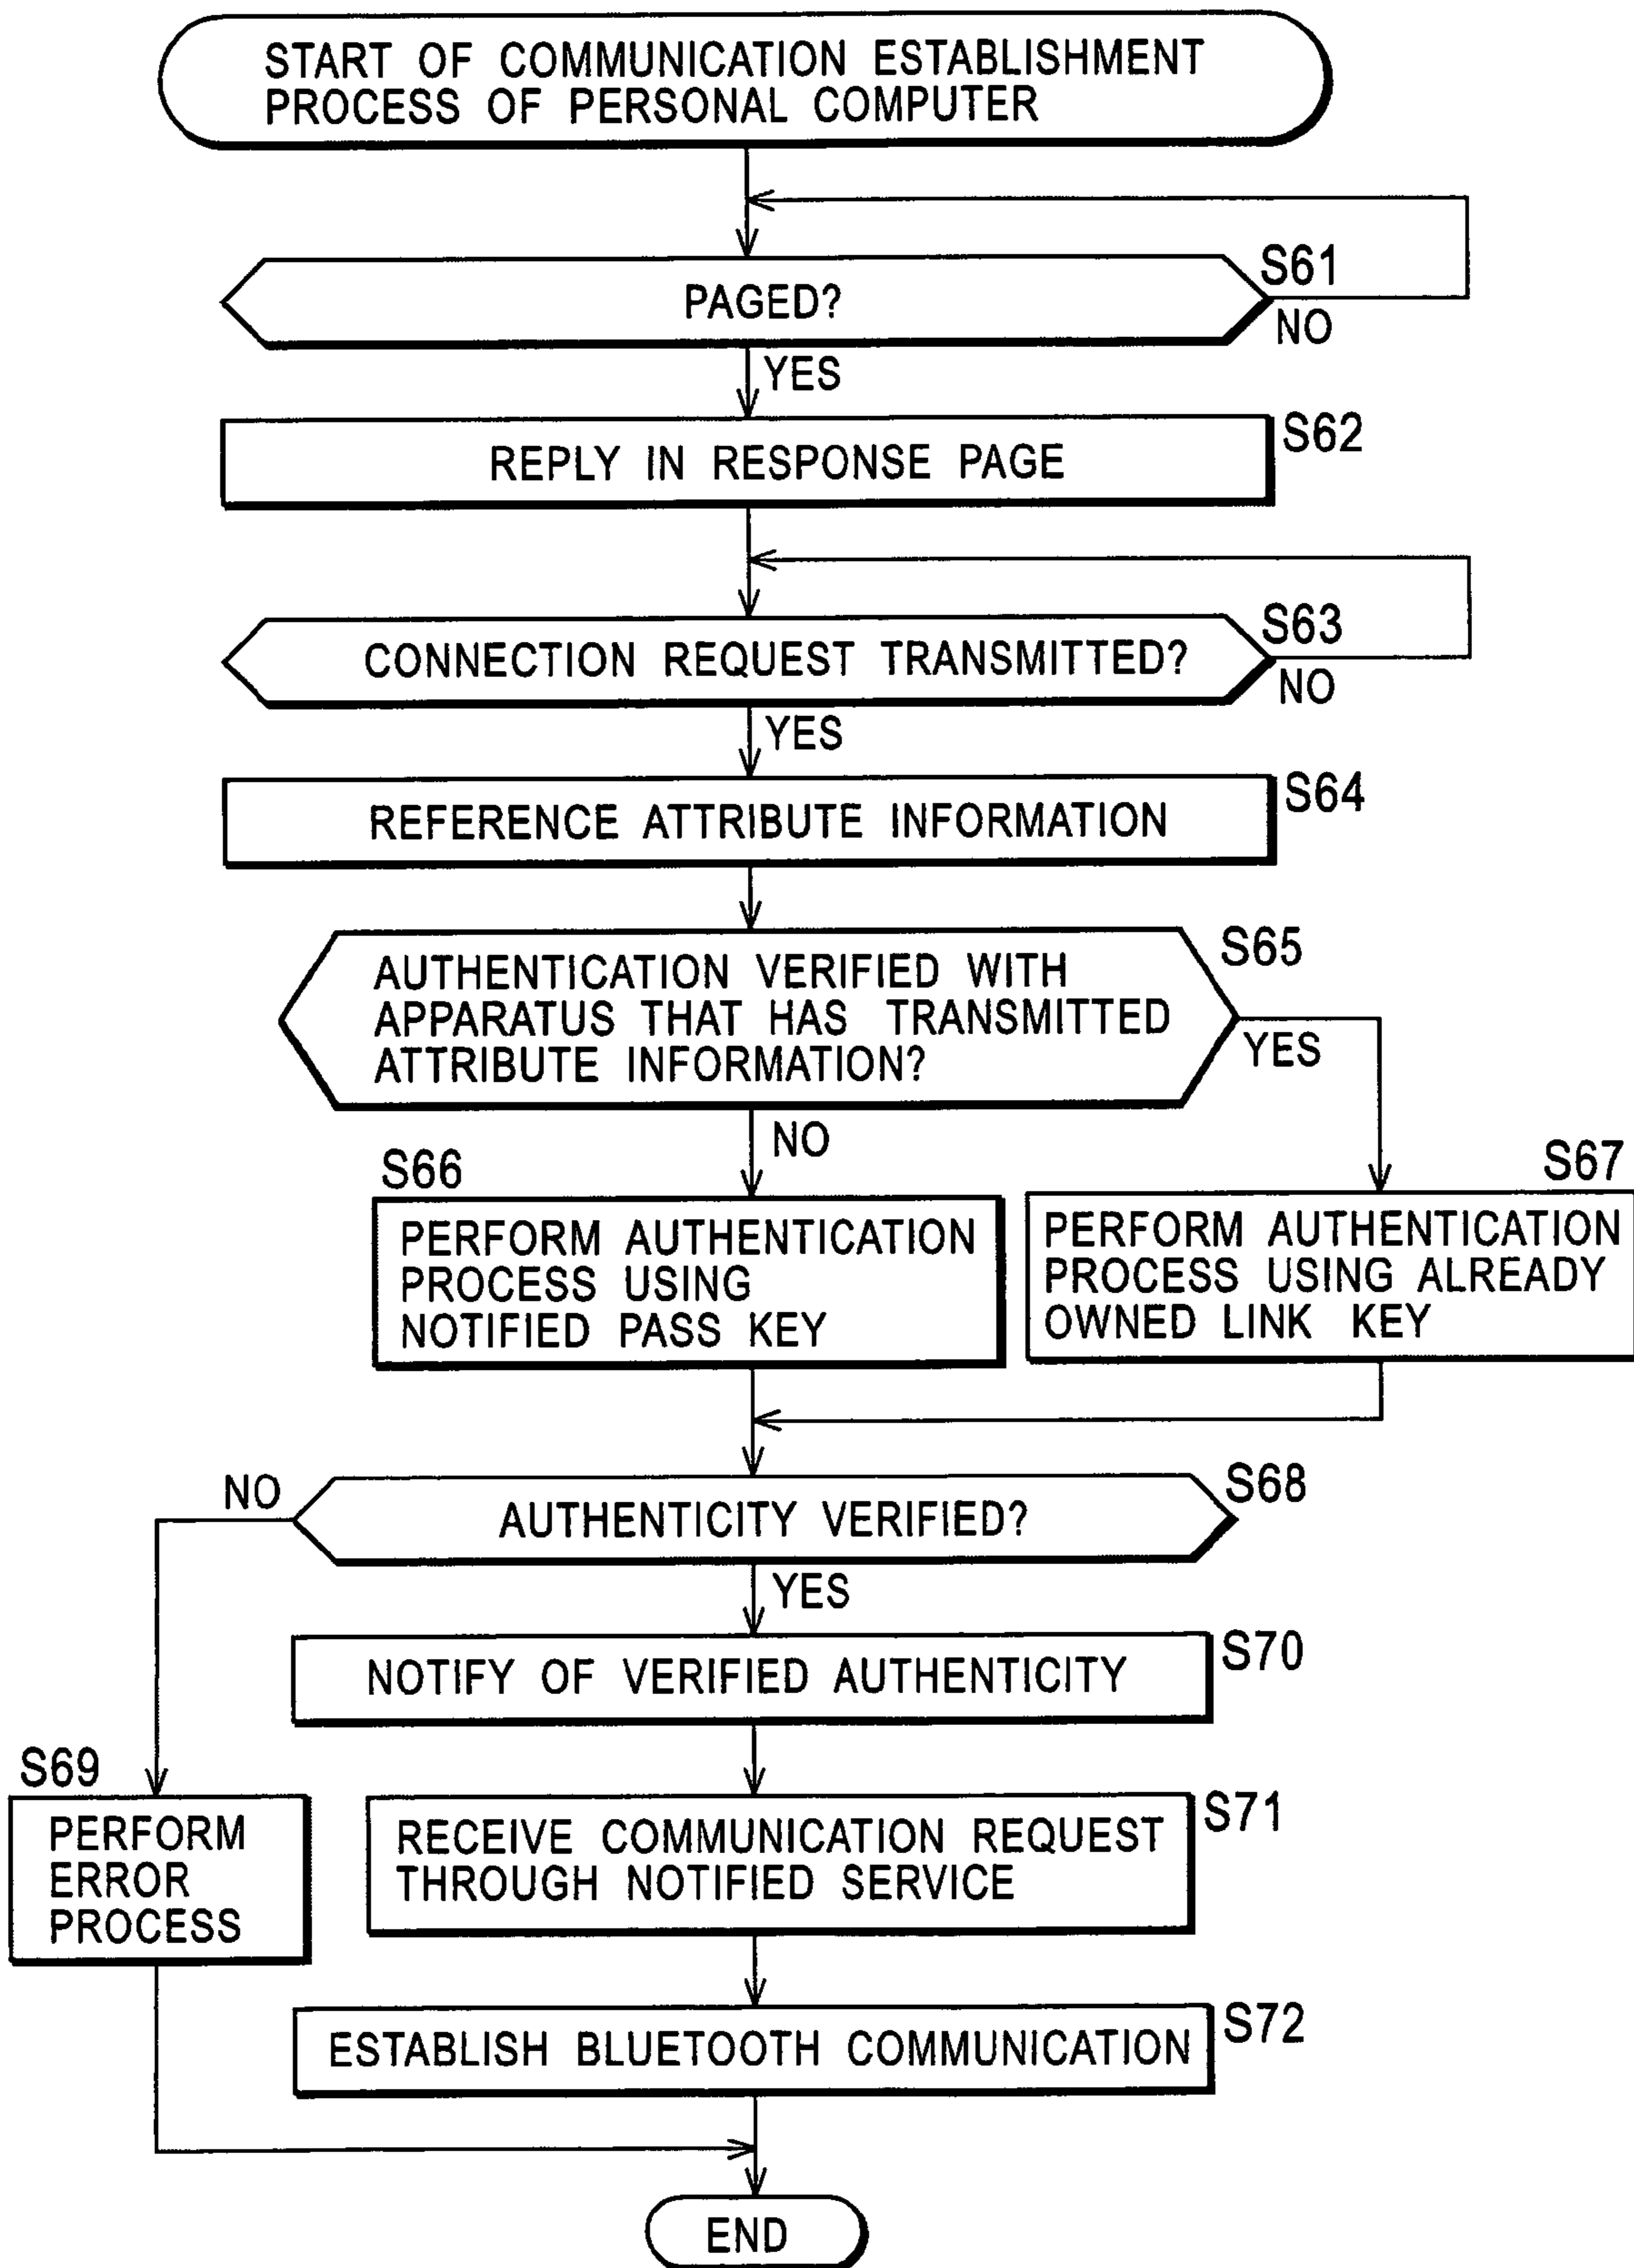 START OF COMMUNICATION ESTABLISHMENT
PROCESS OF PERSONAL COMPUTER
S61
PAGED?
NO
YES
S62
REPLY IN RESPONSE PAGE
S63
CONNECTION REQUEST TRANSMITTED?
NO
YES
S64
REFERENCE ATTRIBUTE INFORMATION
S65
AUTHENTICATION VERIFIED WITH
APPARATUS THAT HAS TRANSMITTED
ATTRIBUTE INFORMATION?
YES
NO
S66
PERFORM AUTHENTICATION
PROCESS USING
NOTIFIED PASS KEY
S67
PERFORM AUTHENTICATION
PROCESS USING ALREADY
OWNED LINK KEY
S68
NO
AUTHENTICITY VERIFIED?
YES
S70
NOTIFY OF VERIFIED AUTHENTICITY
S69
PERFORM
ERROR
PROCESS
S71
RECEIVE COMMUNICATION REQUEST
THROUGH NOTIFIED SERVICE
S72
ESTABLISH BLUETOOTH COMMUNICATION
END